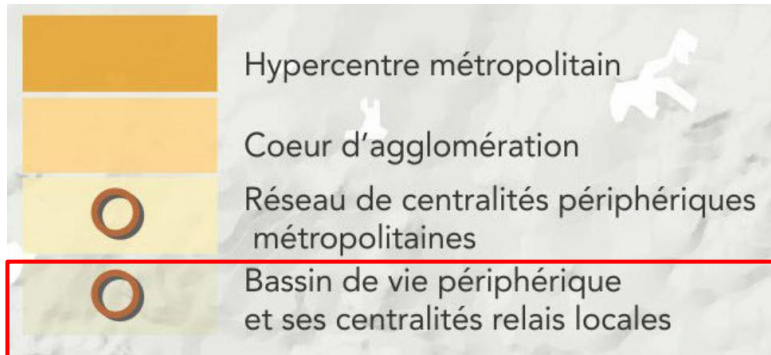 Hypercentre métropolitain
Coeur d'agglomération
Réseau de centralités périphériques
métropolitaines
Bassin de vie périphérique
et ses centralités relais locales